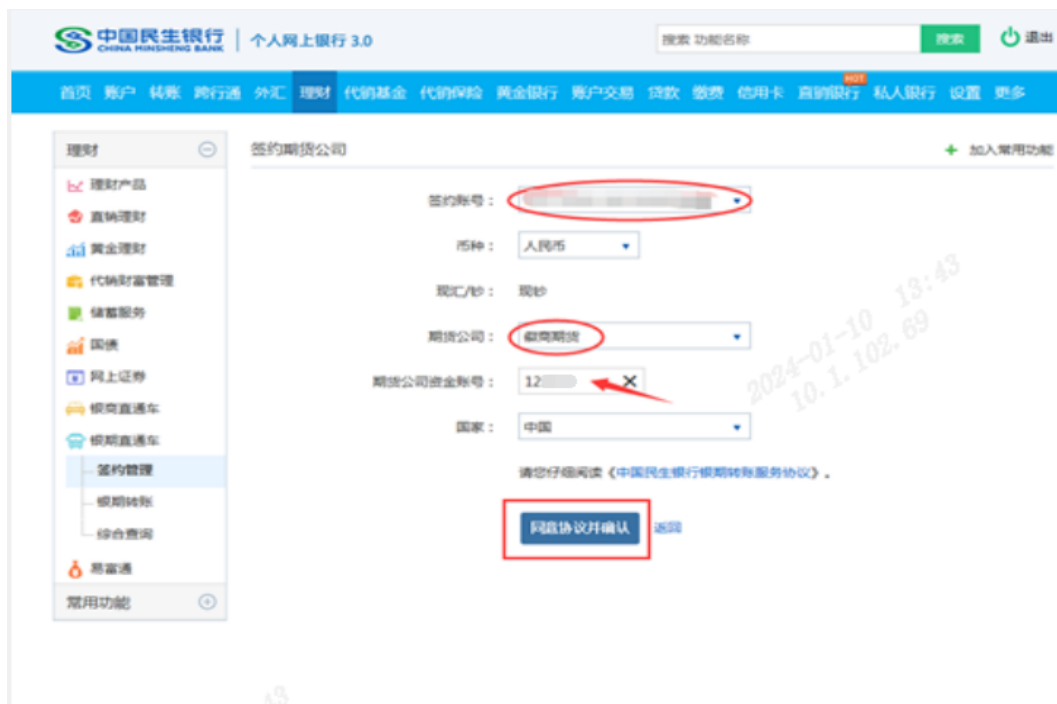 中国民生银行 CHINA MINSHENG BANK 个人网上银行 3.0 搜索 功能名称 搜索 退出
首页 账户 转账 跨行通 外汇 理财 代销基金 代销保险 黄金银行 账户交易 贷款 缴费 信用卡 直销银行 HOT 私人银行 设置 更多
理财
理财产品
直销理财
黄金理财
代销财富管理
储蓄服务
国债
网上证券
银商直通车
银期直通车
签约管理
银期转账
综合查询
易富通
常用功能
签约期货公司 加入常用功能
签约账号：
币种： 人民币
现汇/钞： 现钞
期货公司： 徽商期货
期货公司资金账号： 12
国家： 中国
请您仔细阅读《中国民生银行银期转账服务协议》。
同意协议并确认 返回
2024-01-10 13:43
10.1.102.69
43